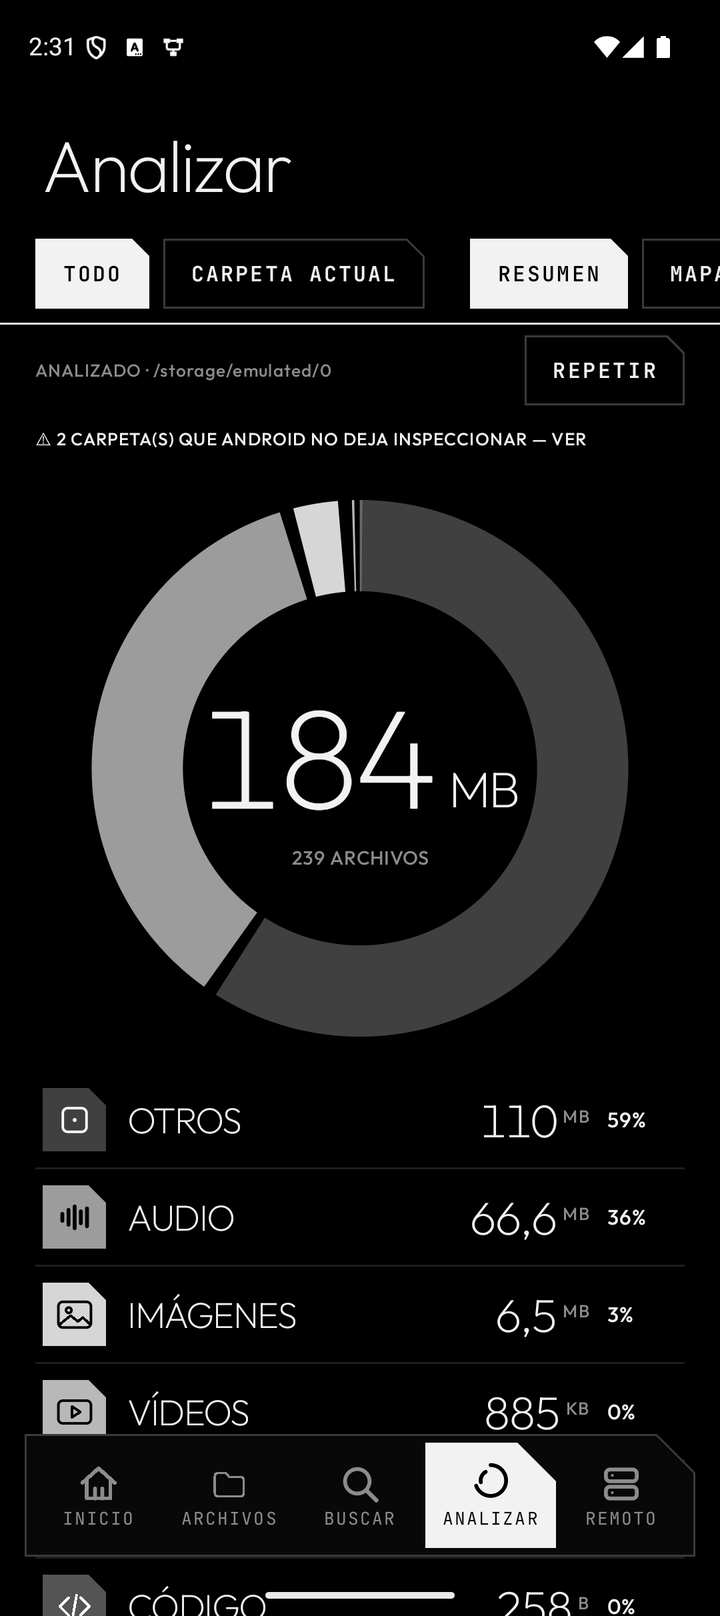 2:31
Analizar
TODO
CARPETA ACTUAL
RESUMEN
MAPA
ANALIZADO · /storage/emulated/0
REPETIR
⚠ 2 CARPETA(S) QUE ANDROID NO DEJA INSPECCIONAR — VER
184 MB
239 ARCHIVOS
OTROS 110 MB 59%
AUDIO 66,6 MB 36%
IMÁGENES 6,5 MB 3%
VÍDEOS 885 KB 0%
INICIO
ARCHIVOS
BUSCAR
ANALIZAR
REMOTO
CÓDIGO 258 B 0%